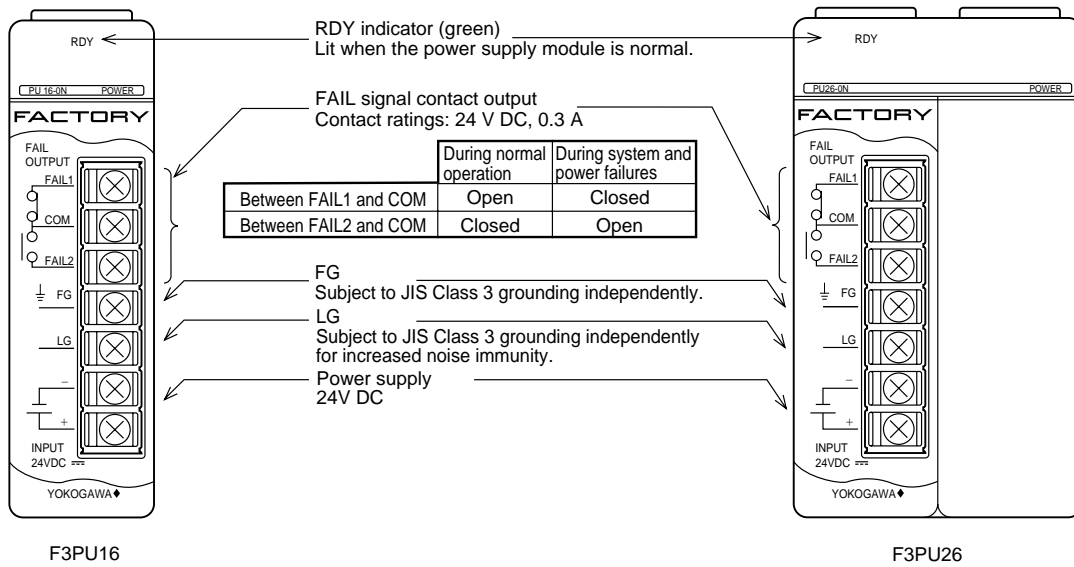 RDY
PU 16-0N POWER
FACTORY
FAIL
OUTPUT
FAIL1
COM
FAIL2
FG
LG
−
+
INPUT
24VDC
YOKOGAWA
F3PU16
RDY indicator (green)
Lit when the power supply module is normal.
FAIL signal contact output
Contact ratings: 24 V DC, 0.3 A
During normal operation During system and power failures
Between FAIL1 and COM Open Closed
Between FAIL2 and COM Closed Open
FG
Subject to JIS Class 3 grounding independently.
LG
Subject to JIS Class 3 grounding independently
for increased noise immunity.
Power supply
24V DC
RDY
PU26-0N POWER
FACTORY
FAIL
OUTPUT
FAIL1
COM
FAIL2
FG
LG
−
+
INPUT
24VDC
YOKOGAWA
F3PU26